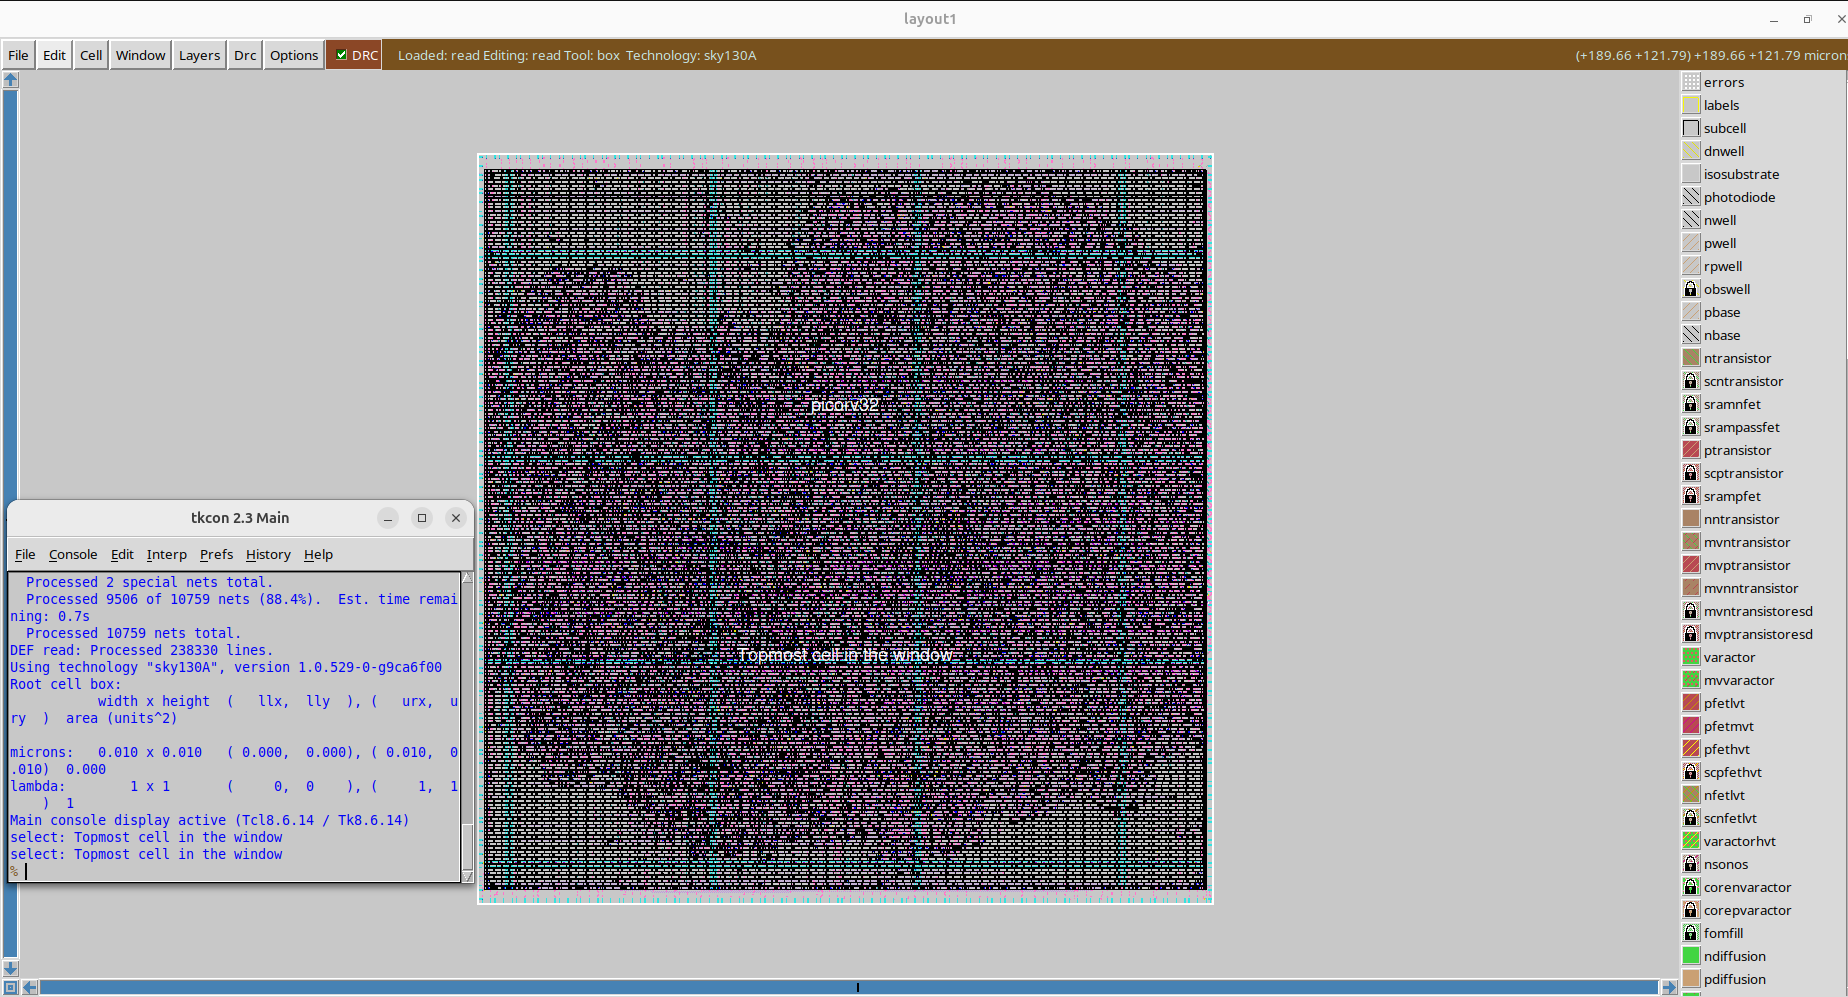 layout1
File Edit Cell Window Layers Drc Options DRC Loaded: read Editing: read Tool: box Technology: sky130A (+189.66 +121.79) +189.66 +121.79 micron
picorv32
Topmost cell in the window
tkcon 2.3 Main
File Console Edit Interp Prefs History Help
Processed 2 special nets total.
Processed 9506 of 10759 nets (88.4%).  Est. time remai
ning: 0.7s
Processed 10759 nets total.
DEF read: Processed 238330 lines.
Using technology "sky130A", version 1.0.529-0-g9ca6f00
Root cell box:
width x height  (   llx,  lly  ), (   urx,  u
ry  )  area (units^2)
microns:   0.010 x 0.010   ( 0.000,  0.000), ( 0.010,  0
.010)  0.000
lambda:        1 x 1       (     0,  0    ), (     1,  1
)  1
Main console display active (Tcl8.6.14 / Tk8.6.14)
select: Topmost cell in the window
select: Topmost cell in the window
%
errors
labels
subcell
dnwell
isosubstrate
photodiode
nwell
pwell
rpwell
obswell
pbase
nbase
ntransistor
scntransistor
sramnfet
srampassfet
ptransistor
scptransistor
srampfet
nntransistor
mvntransistor
mvptransistor
mvnntransistor
mvntransistoresd
mvptransistoresd
varactor
mvvaractor
pfetlvt
pfetmvt
pfethvt
scpfethvt
nfetlvt
scnfetlvt
varactorhvt
nsonos
corenvaractor
corepvaractor
fomfill
ndiffusion
pdiffusion